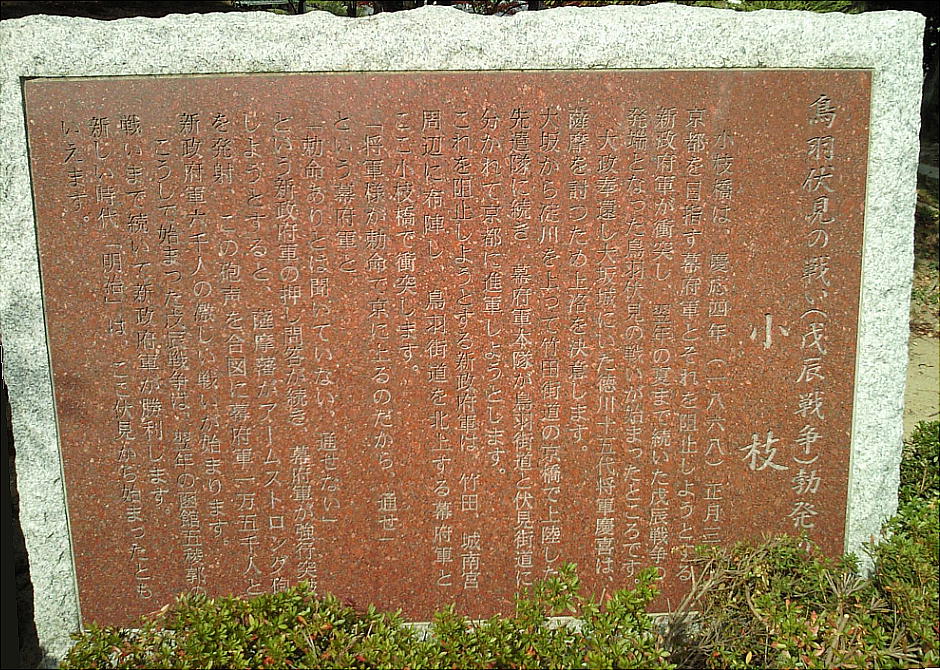 鳥羽伏見の戦い(戊辰戦争)勃発
小枝
小枝橋は、慶応四年(一八六八)正月三
京都を目指す幕府軍とそれを阻止しようとする
新政府軍が衝突し、翌年の夏まで続いた戊辰戦争の
発端となった鳥羽伏見の戦いが始まったところです
大政奉還し大坂城にいた徳川十五代将軍慶喜は、
薩摩を討つため上洛を決意します。
大坂から淀川を上って竹田街道の京橋で上陸した
先遣隊に続き、幕府軍本隊が鳥羽街道と伏見街道に
分かれて京都に進軍しようとします。
これを阻止しようとする新政府軍は、竹田、城南宮
周辺に布陣し、鳥羽街道を北上する幕府軍と
ここ小枝橋で衝突します。
「将軍様が勅命で京に上るのだから、通せ」
という幕府軍と
「勅命ありとは聞いていない、通せない」
という新政府軍の押し問答が続き、幕府軍が強行突破
しようとすると、薩摩藩がアームストロング砲
を発射、この砲声を合図に幕府軍一万五千人と
新政府軍六千人の激しい戦いが始まります。
こうして始まった戊辰戦争は、翌年の函館五稜郭の
戦いまで続いて新政府軍が勝利します
新しい時代「明治」は、ここ伏見から始まったとも
いえます。